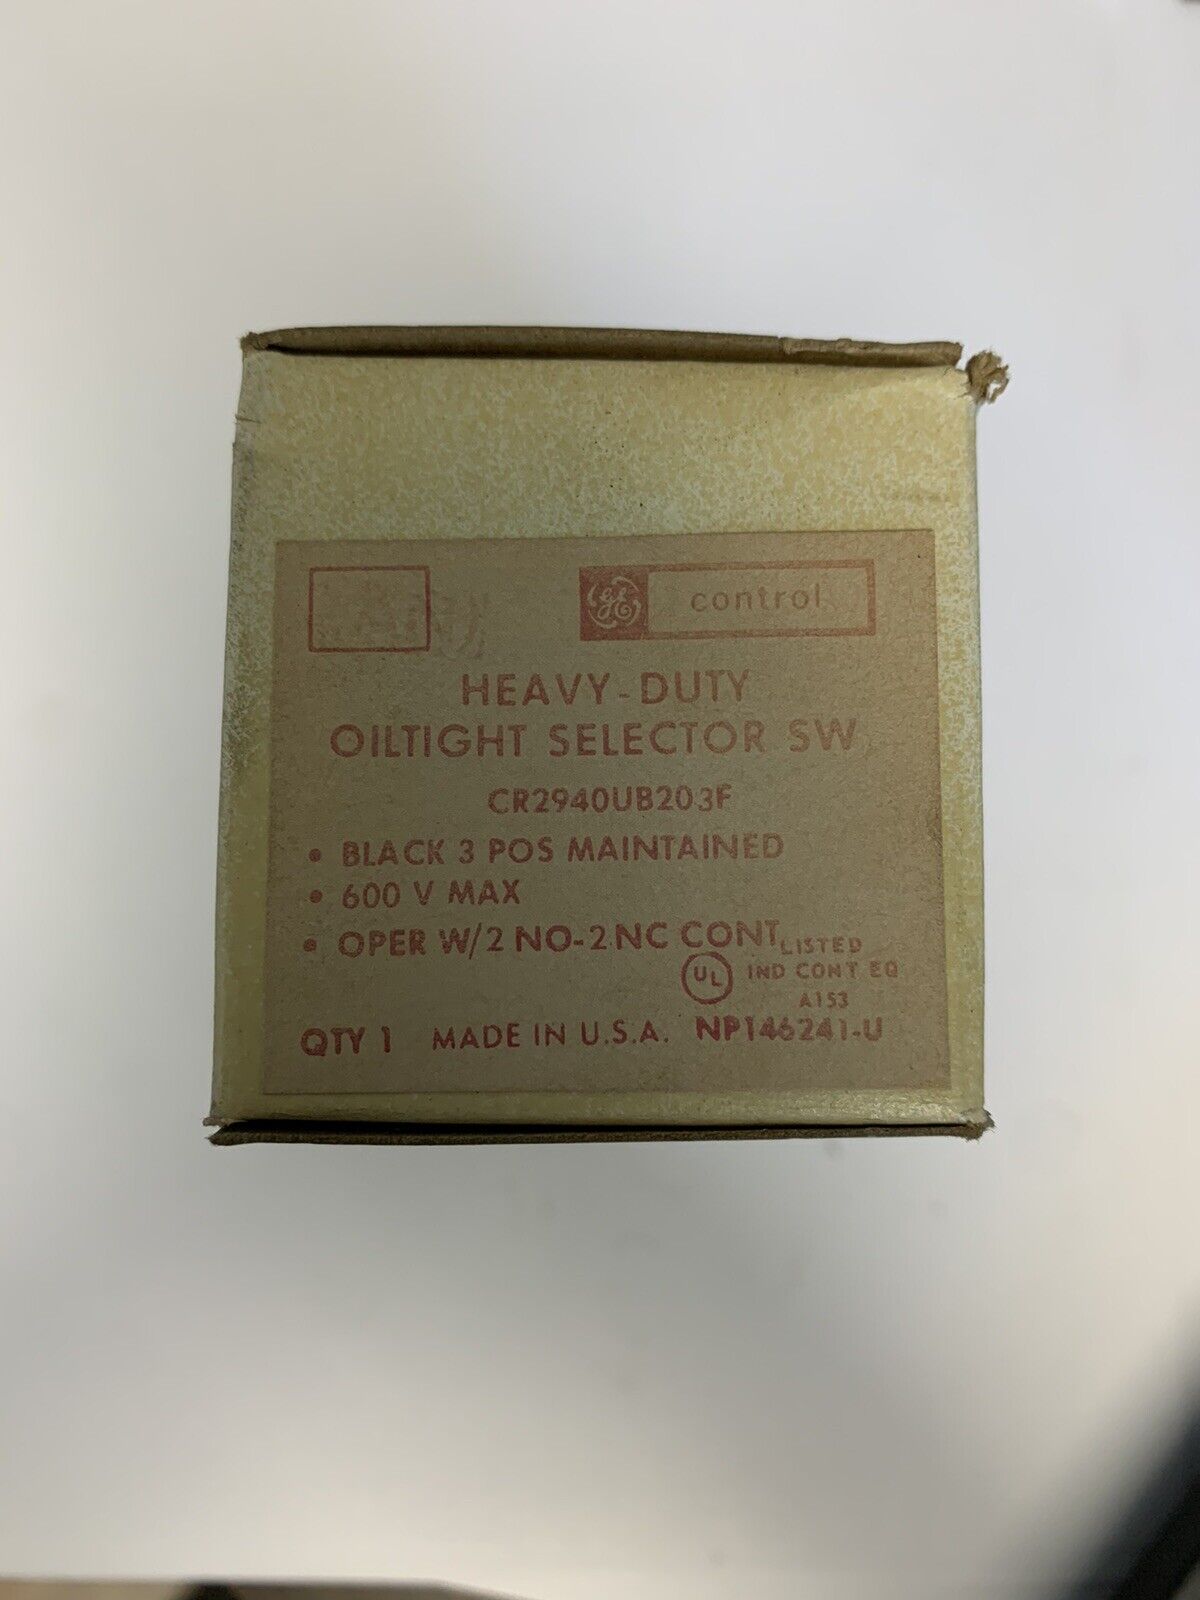 GE control
HEAVY-DUTY
OILTIGHT SELECTOR SW
CR2940UB203F
• BLACK 3 POS MAINTAINED
• 600 V MAX
• OPER W/2 NO-2 NC CONT
LISTED
UL IND CONT EQ
A153
QTY 1 MADE IN U.S.A. NP146241-U